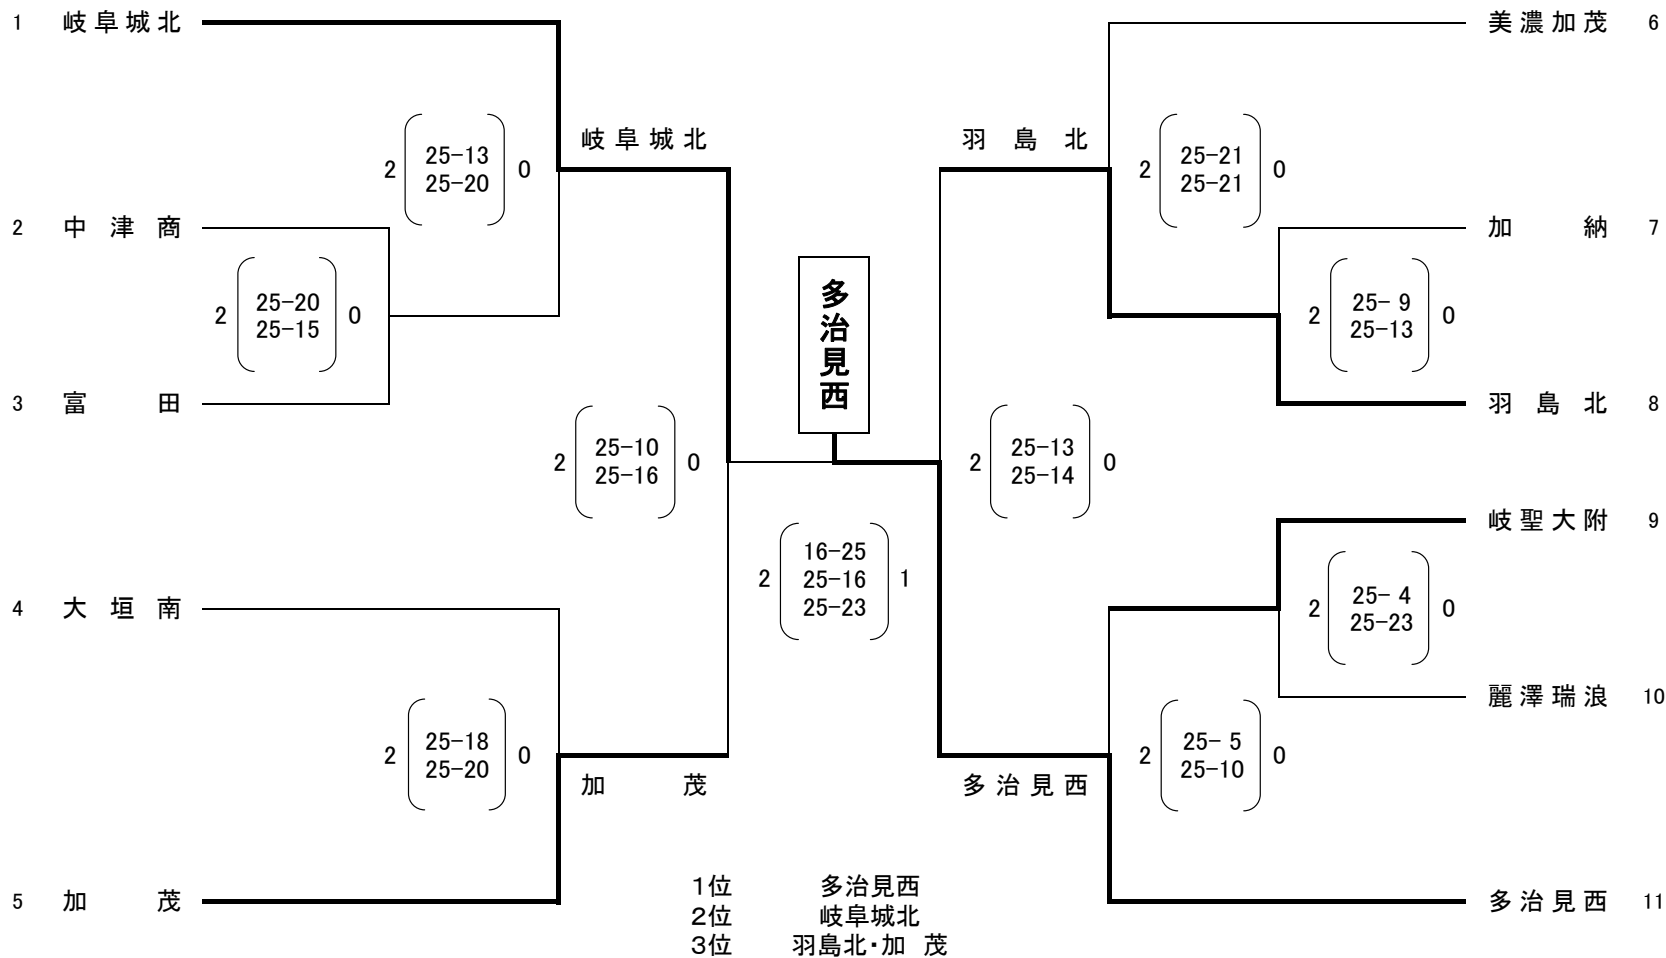 1 岐阜城北
美濃加茂 6
岐阜城北
羽島北
2 25-13 0
25-20
2 25-21 0
25-21
2 中津商
加納 7
2 25-20 0
25-15
多治見西
2 25- 9 0
25-13
3 富田
羽島北 8
2 25-10 0
25-16
2 25-13 0
25-14
岐聖大附 9
2 16-25 1
25-16
25-23
4 大垣南
2 25- 4 0
25-23
麗澤瑞浪 10
2 25-18 0
25-20
2 25- 5 0
25-10
加茂
多治見西
5 加茂
多治見西 11
1位 多治見西
2位 岐阜城北
3位 羽島北・加 茂